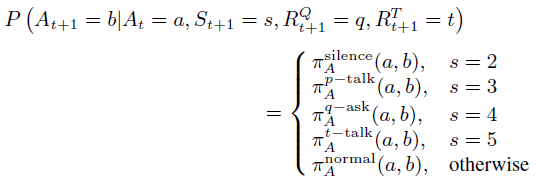 P(A_{t+1} = b|A_t = a, S_{t+1} = s, R^Q_{t+1} = q, R^T_{t+1} = t)
= { π_A^{silence}(a, b), s = 2
π_A^{p−talk}(a, b), s = 3
π_A^{q−ask}(a, b), s = 4
π_A^{t−talk}(a, b), s = 5
π_A^{normal}(a, b), otherwise